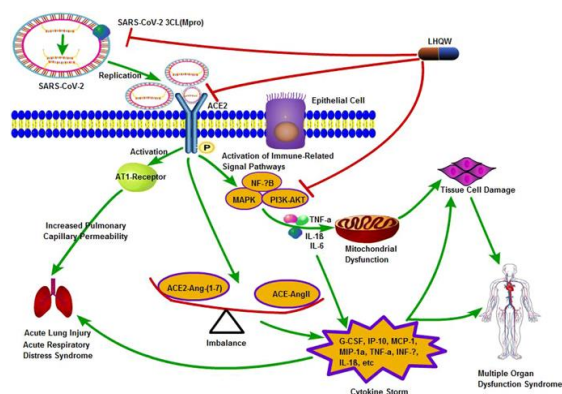 SARS-CoV-2 3CL(Mpro)
LHQW
SARS-CoV-2
Replication
ACE2
Epithelial Cell
P
Activation
Activation of Immune-Related
Signal Pathways
AT1-Receptor
NF-?B
MAPK
PI3K-AKT
Tissue Cell Damage
TNF-a
IL-1ß
IL-6
Mitochondrial
Dysfunction
Increased Pulmonary
Capillary Permeability
ACE2-Ang-(1-7)
ACE-AngII
Imbalance
Acute Lung Injury
Acute Respiratory
Distress Syndrome
G-CSF, IP-10, MCP-1,
MIP-1a, TNF-a, INF-?,
IL-1ß, etc
Cytokine Storm
Multiple Organ
Dysfunction Syndrome